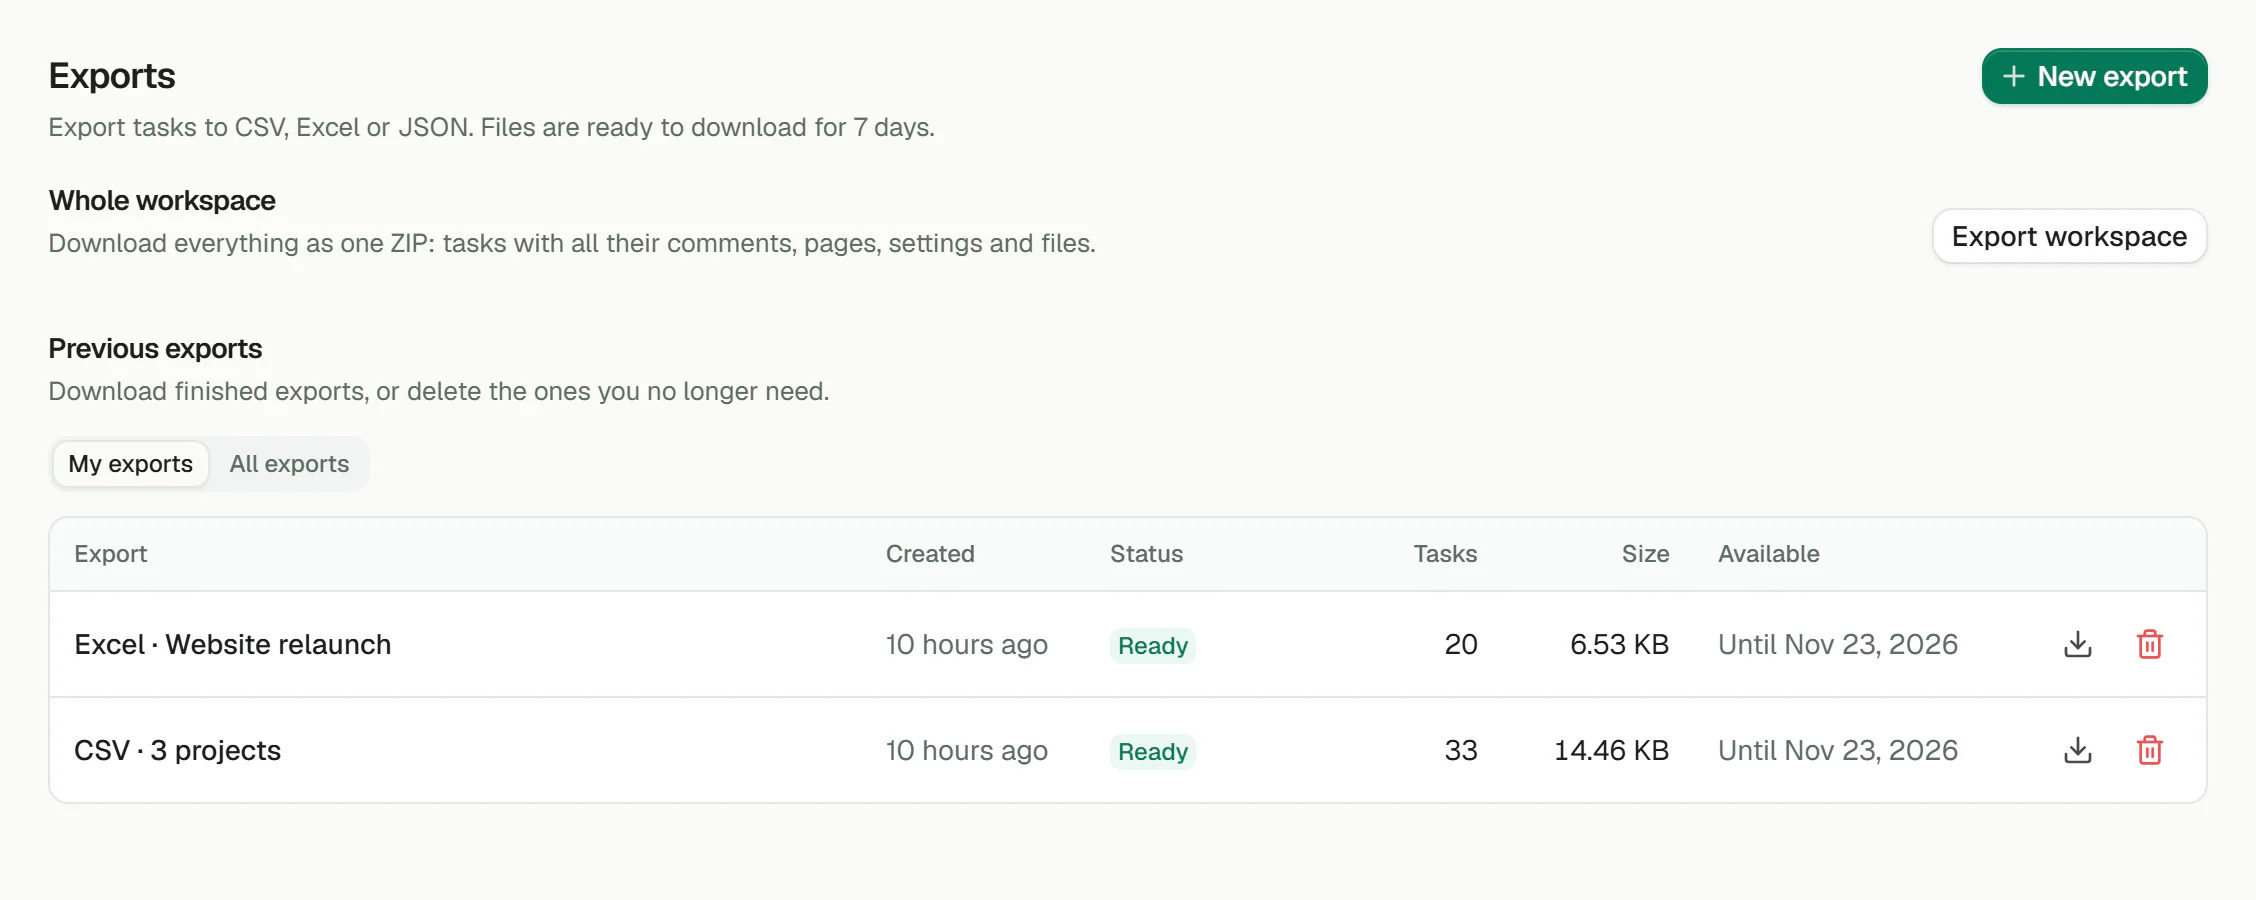 Exports
New export
Export tasks to CSV, Excel or JSON. Files are ready to download for 7 days.
Whole workspace
Download everything as one ZIP: tasks with all their comments, pages, settings and files.
Export workspace
Previous exports
Download finished exports, or delete the ones you no longer need.
My exports All exports
Export Created Status Tasks Size Available
Excel · Website relaunch 10 hours ago Ready 20 6.53 KB Until Nov 23, 2026
CSV · 3 projects 10 hours ago Ready 33 14.46 KB Until Nov 23, 2026